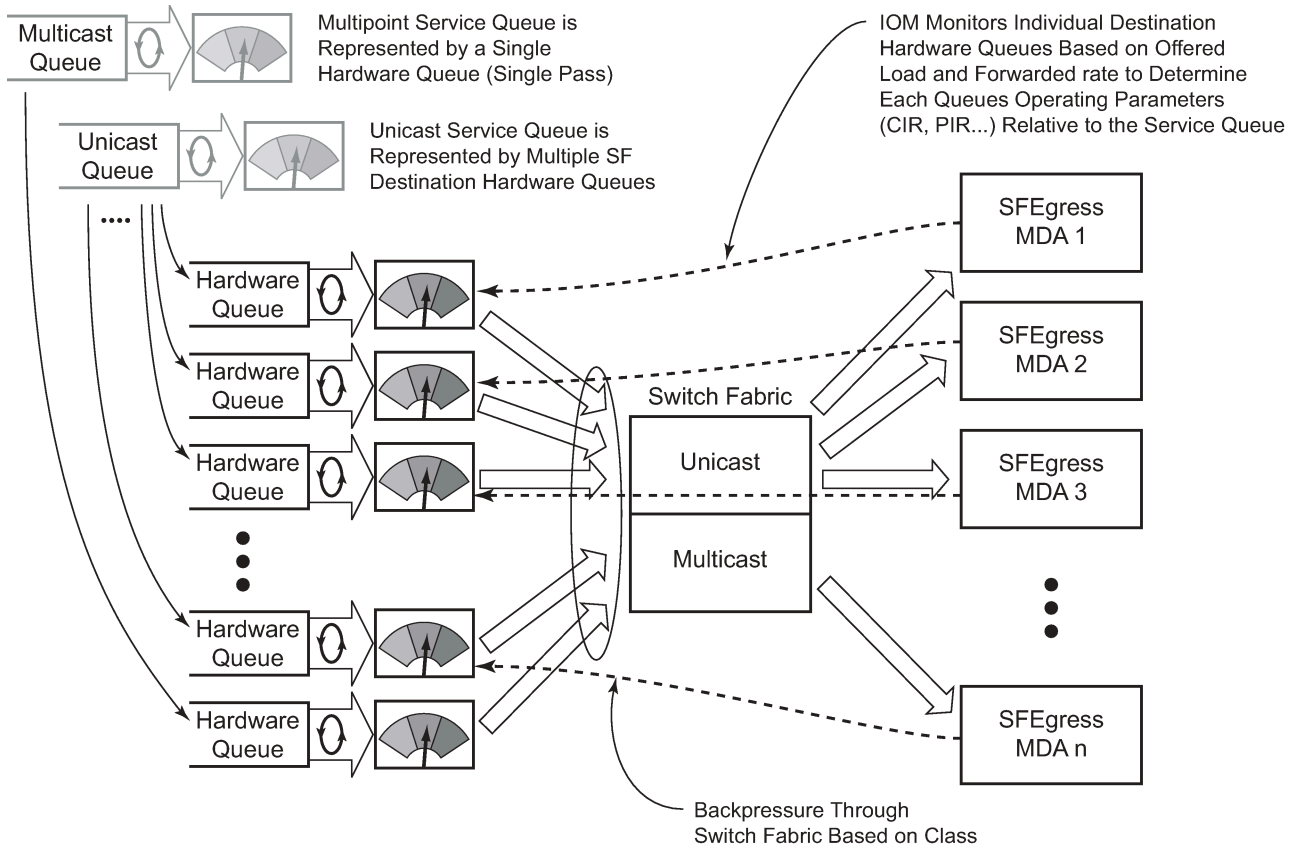 Multicast
Queue
Multipoint Service Queue is
Represented by a Single
Hardware Queue (Single Pass)
IOM Monitors Individual Destination
Hardware Queues Based on Offered
Load and Forwarded rate to Determine
Each Queues Operating Parameters
(CIR, PIR...) Relative to the Service Queue
Unicast
Queue
Unicast Service Queue is
Represented by Multiple SF
Destination Hardware Queues
SFEgress
MDA 1
Hardware
Queue
SFEgress
MDA 2
Hardware
Queue
Switch Fabric
Unicast
Multicast
Hardware
Queue
SFEgress
MDA 3
Hardware
Queue
Hardware
Queue
SFEgress
MDA n
Backpressure Through
Switch Fabric Based on Class